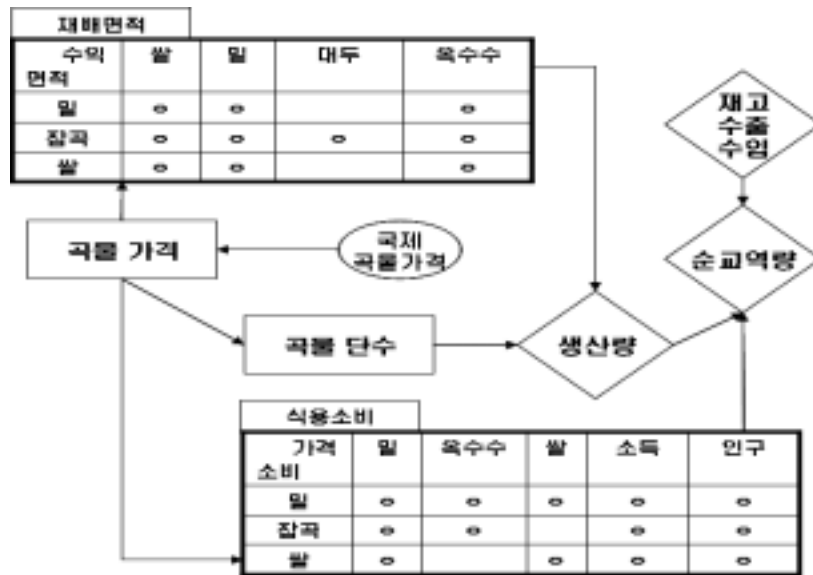 재배면적
수익 쌀 밀 대두 옥수수
면적
밀 ○ ○ ○
잡곡 ○ ○ ○ ○
쌀 ○ ○ ○
재고
수출
수입
곡물 가격
국제
곡물가격
순교역량
곡물 단수
생산량
식용소비
가격 밀 옥수수 쌀 소득 인구
소비
밀 ○ ○ ○ ○ ○
잡곡 ○ ○ ○ ○
쌀 ○ ○ ○ ○